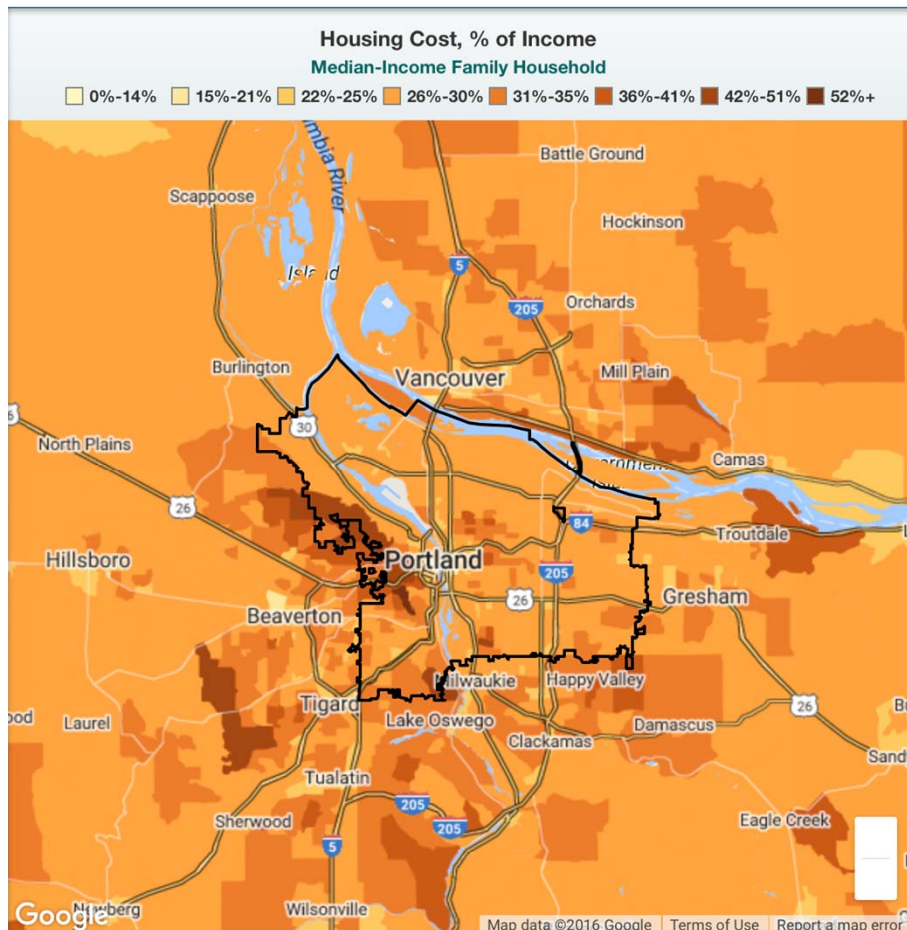 Housing Cost, % of Income
Median-Income Family Household
0%-14% 15%-21% 22%-25% 26%-30% 31%-35% 36%-41% 42%-51% 52%+
Battle Ground
Scappoose
River
Hockinson
5
205
Orchards
Burlington
Vancouver
Mill Plain
30
26
North Plains
Camas
26
84
Troutdale
Hillsboro
Portland
205
26
Gresham
Beaverton
Milwaukie
Happy Valley
Tigard
26
Laurel
Lake Oswego
Damascus
Clackamas
Tualatin
205
205
Sherwood
Eagle Creek
5
Google
Wilsonville
Map data ©2016 Google Terms of Use Report a map error